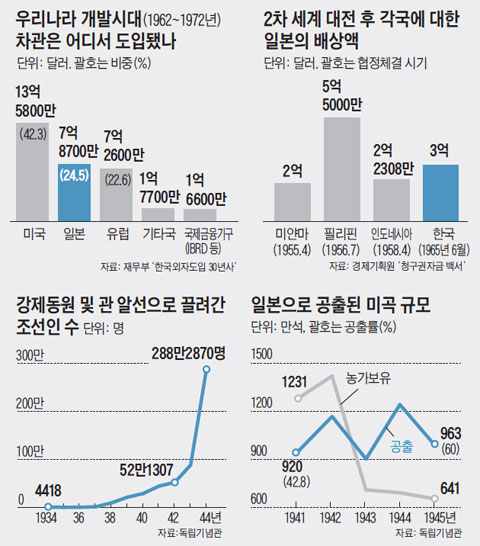 우리나라 개발시대(1962~1972년)
차관은 어디서 도입됐나
단위: 달러, 괄호는 비중(%)
13억
5800만
(42.3)
7억
8700만
(24.5)
7억
2600만
(22.6)
1억
7700만
1억
6600만
미국
일본
유럽
기타국
국제금융기구
(IBRD 등)
자료: 재무부 '한국외자도입 30년사'
2차 세계 대전 후 각국에 대한
일본의 배상액
단위: 달러, 괄호는 협정체결 시기
2억
5억
5000만
2억
2308만
3억
미얀마
(1955.4)
필리핀
(1956.7)
인도네시아
(1958.4)
한국
(1965년 6월)
자료: 경제기획원 '청구권자금 백서'
강제동원 및 관 알선으로 끌려간
조선인 수 단위: 명
300만
200만
100만
0
288만2870명
52만1307
4418
1934
36
38
40
42
44년
자료:독립기념관
일본으로 공출된 미곡 규모
단위: 만석, 괄호는 공출률(%)
1500
1200
900
600
1231
농가보유
공출
920
(42.8)
963
(60)
641
1941
1942
1943
1944
1945년
자료:독립기념관